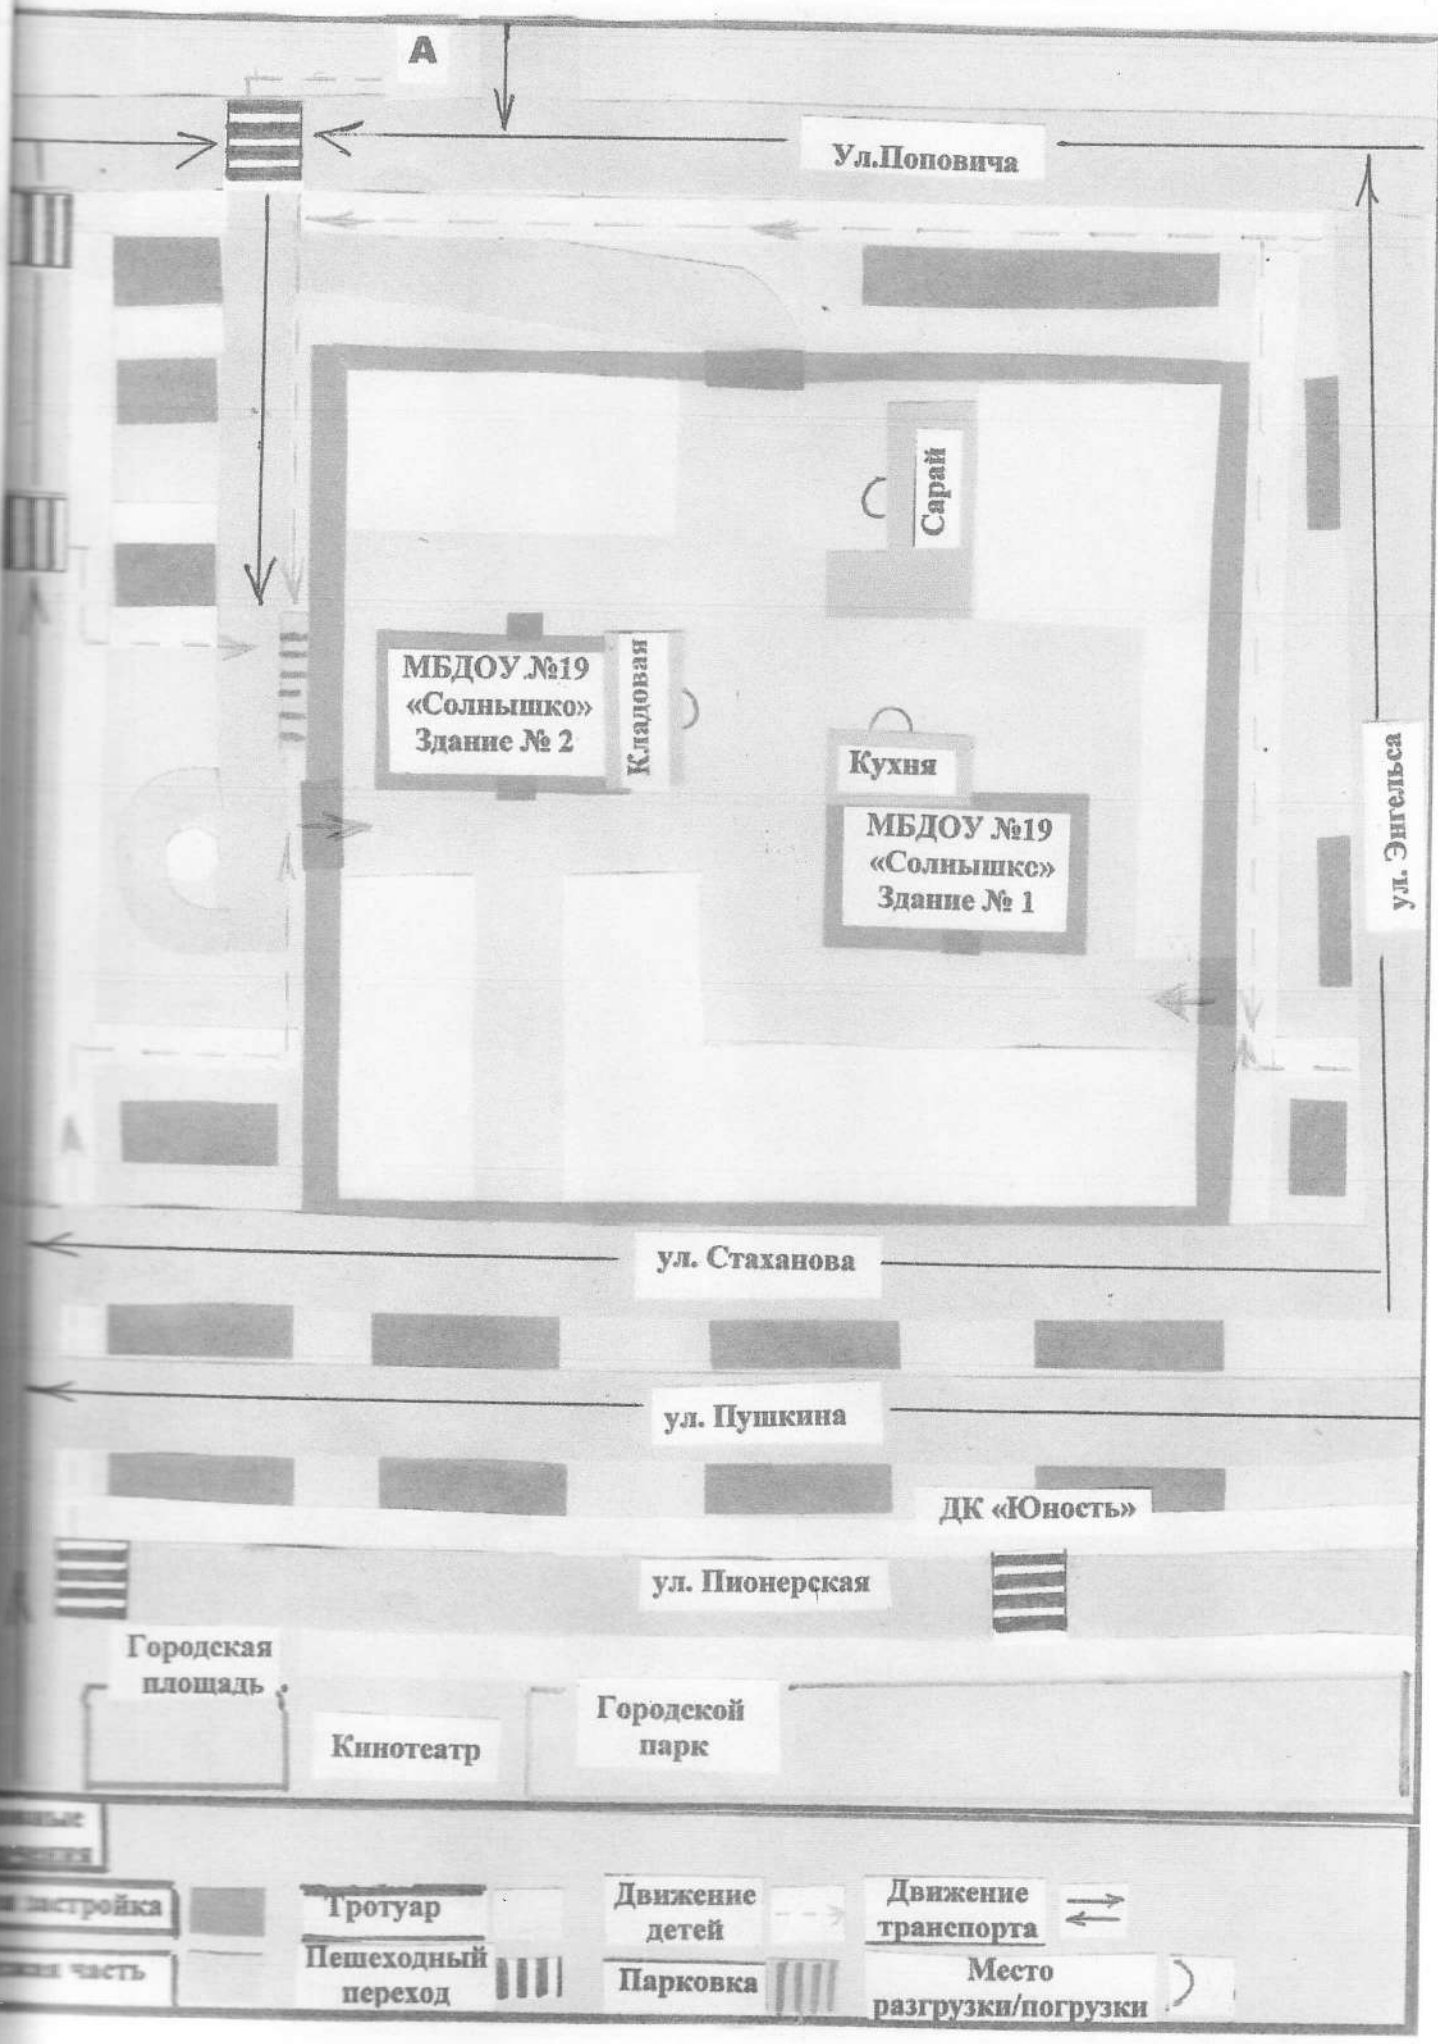 А
Ул.Поповича
Сарай
МБДОУ.№19
«Солнышко»
Здание № 2
Кладовая
Кухня
МБДОУ №19
«Солнышко»
Здание № 1
ул. Энгельса
ул. Стаханова
ул. Пушкина
ДК «Юность»
ул. Пионерская
Городская
площадь
Кинотеатр
Городской
парк
застройка
Тротуар
Движение
детей
Движение
транспорта
часть
Пешеходный
переход
Парковка
Место
разгрузки/погрузки